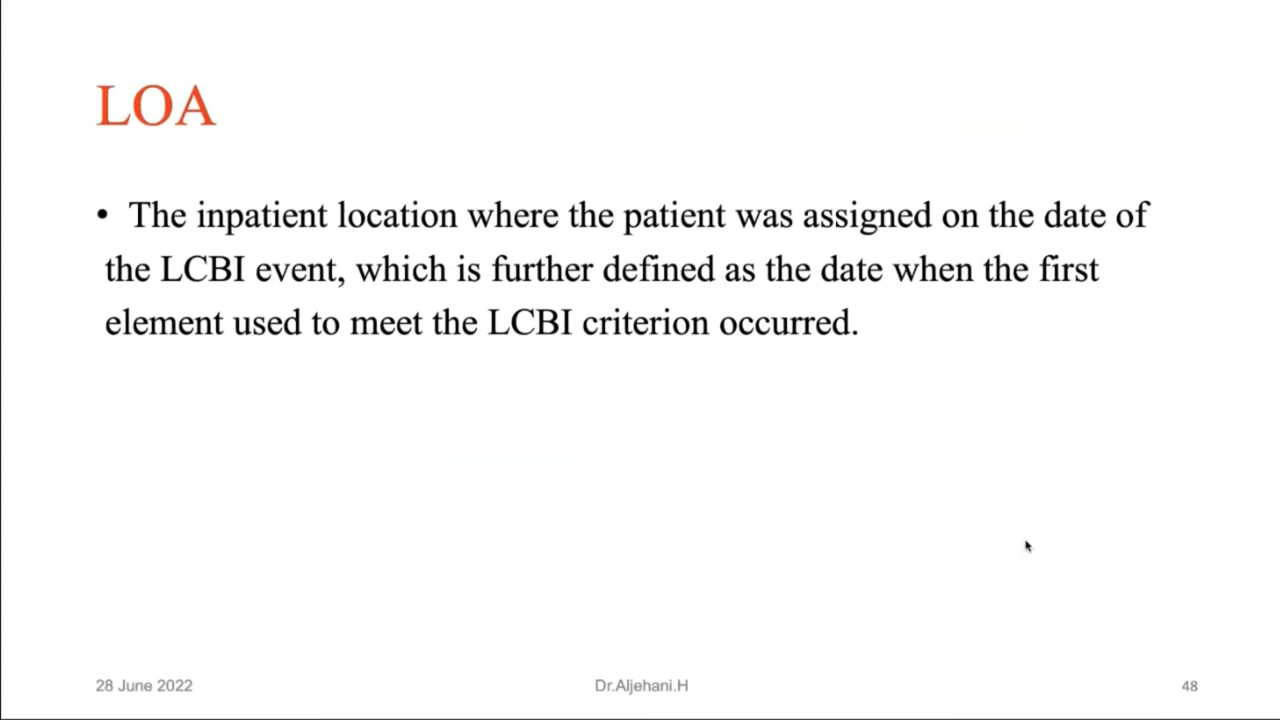 LOA
• The inpatient location where the patient was assigned on the date of
the LCBI event, which is further defined as the date when the first
element used to meet the LCBI criterion occurred.
28 June 2022
Dr.Aljehani.H
48